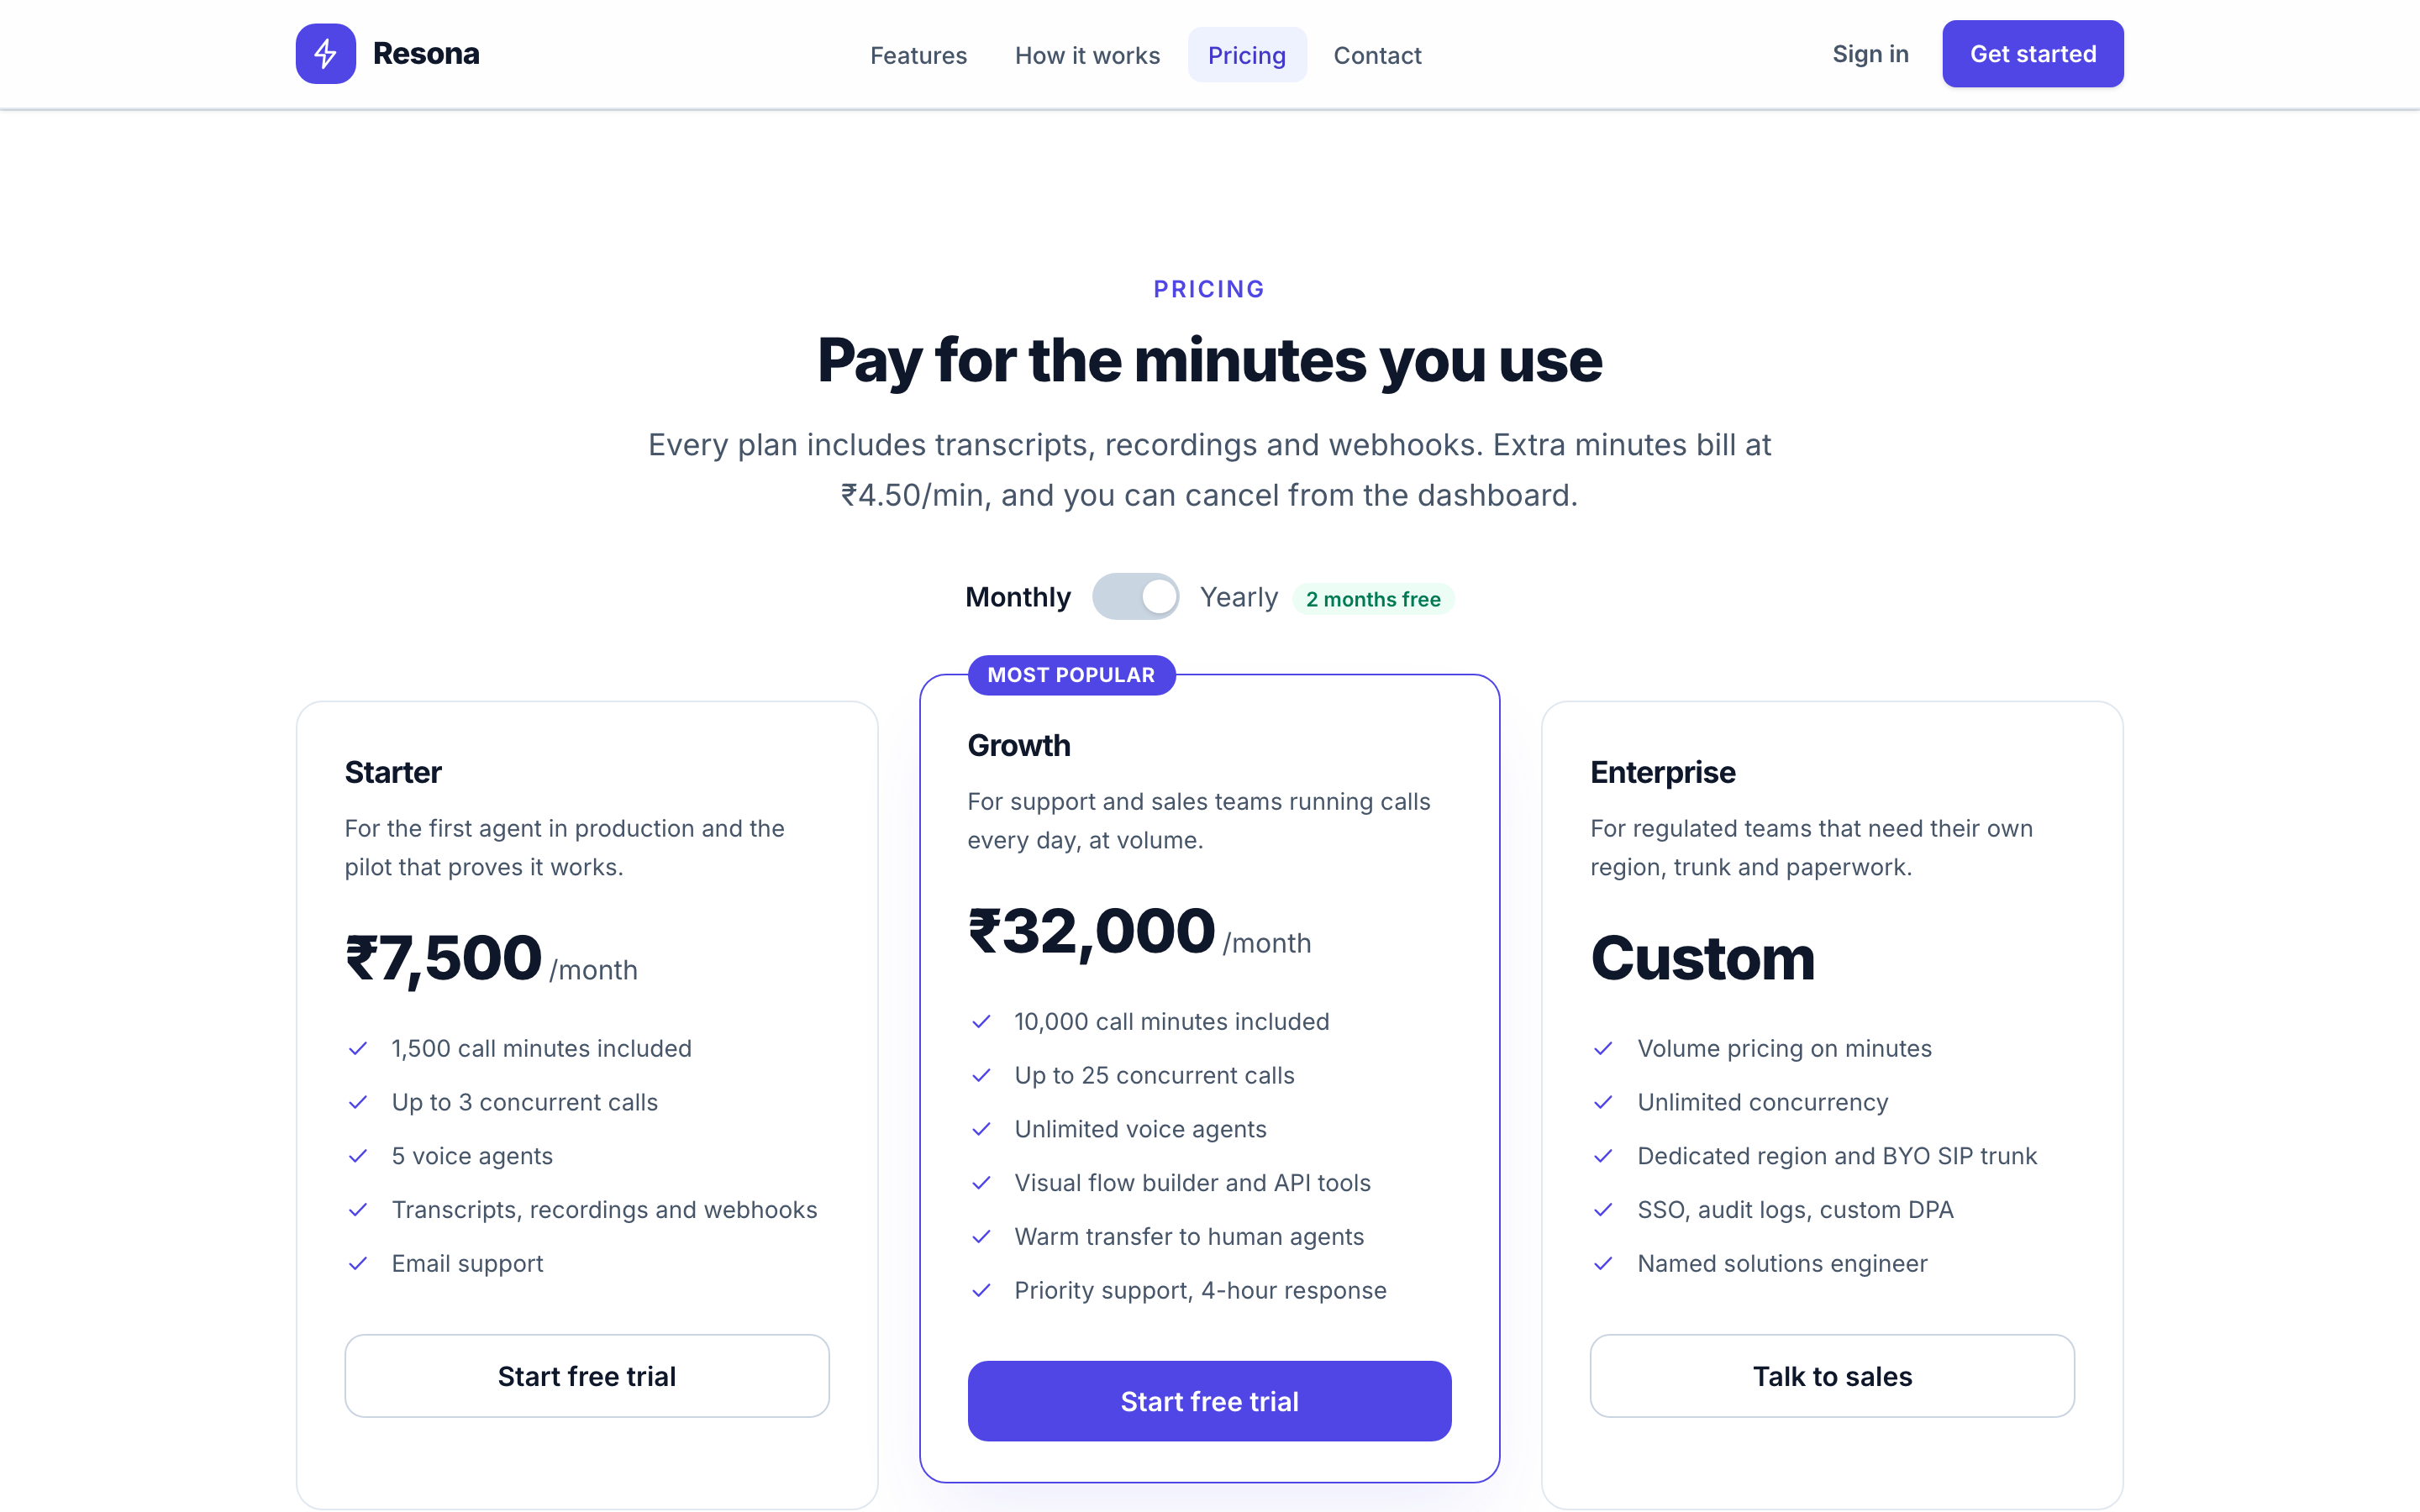 Resona
Features
How it works
Pricing
Contact
Sign in
Get started
PRICING
Pay for the minutes you use
Every plan includes transcripts, recordings and webhooks. Extra minutes bill at
₹4.50/min, and you can cancel from the dashboard.
Monthly
Yearly
2 months free
Starter
For the first agent in production and the
pilot that proves it works.
₹7,500 /month
1,500 call minutes included
Up to 3 concurrent calls
5 voice agents
Transcripts, recordings and webhooks
Email support
Start free trial
MOST POPULAR
Growth
For support and sales teams running calls
every day, at volume.
₹32,000 /month
10,000 call minutes included
Up to 25 concurrent calls
Unlimited voice agents
Visual flow builder and API tools
Warm transfer to human agents
Priority support, 4-hour response
Start free trial
Enterprise
For regulated teams that need their own
region, trunk and paperwork.
Custom
Volume pricing on minutes
Unlimited concurrency
Dedicated region and BYO SIP trunk
SSO, audit logs, custom DPA
Named solutions engineer
Talk to sales